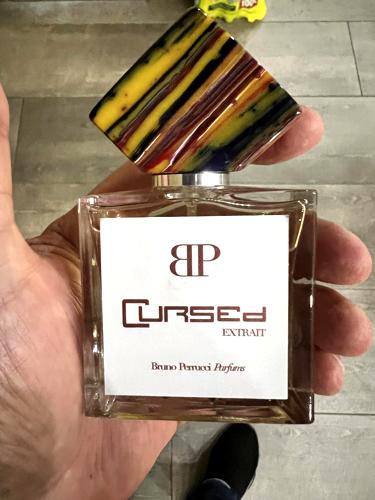 BP
CURSEd
EXTRAIT
Bruno Perrucci Parfums